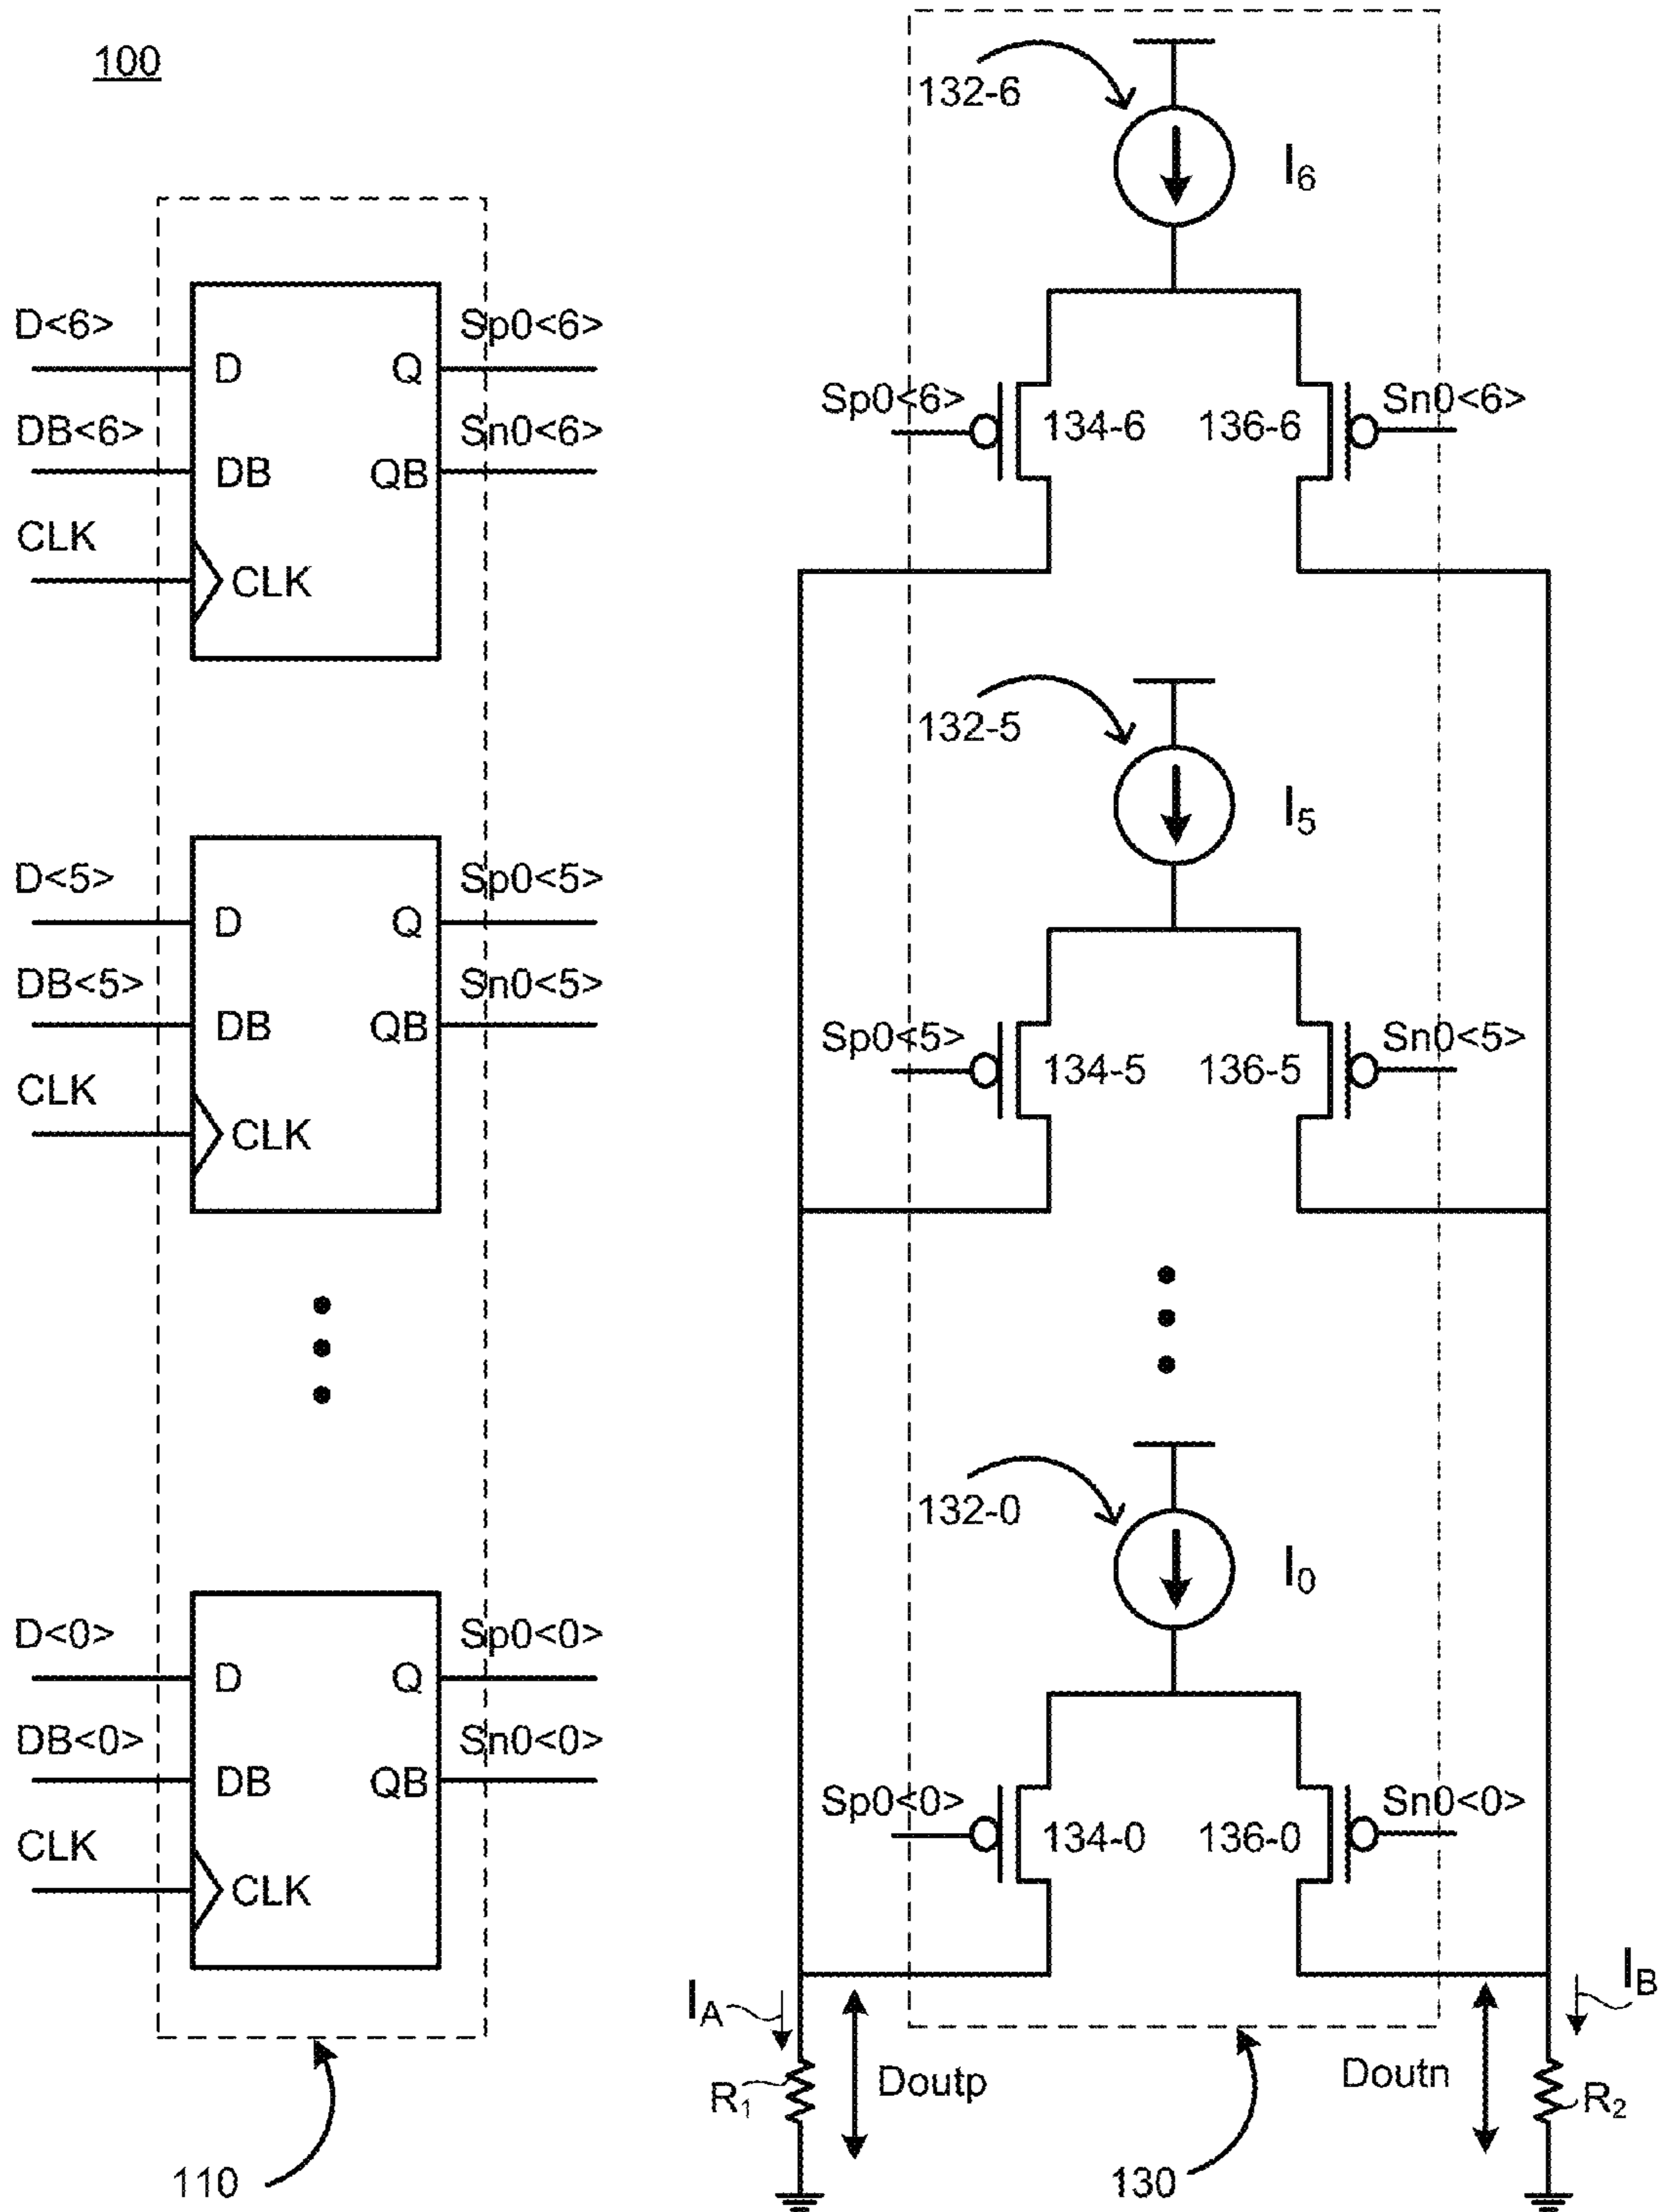 100
132-6
I6
D<6>
Sp0<6>
D
Q
DB<6>
Sn0<6>
DB
QB
CLK
CLK
Sp0<6>
134-6
136-6
Sn0<6>
132-5
I5
D<5>
Sp0<5>
D
Q
DB<5>
Sn0<5>
DB
QB
CLK
CLK
Sp0<5>
134-5
136-5
Sn0<5>
132-0
I0
D<0>
Sp0<0>
D
Q
DB<0>
Sn0<0>
DB
QB
CLK
CLK
Sp0<0>
134-0
136-0
Sn0<0>
IA
IB
R1
Doutp
Doutn
R2
110
130